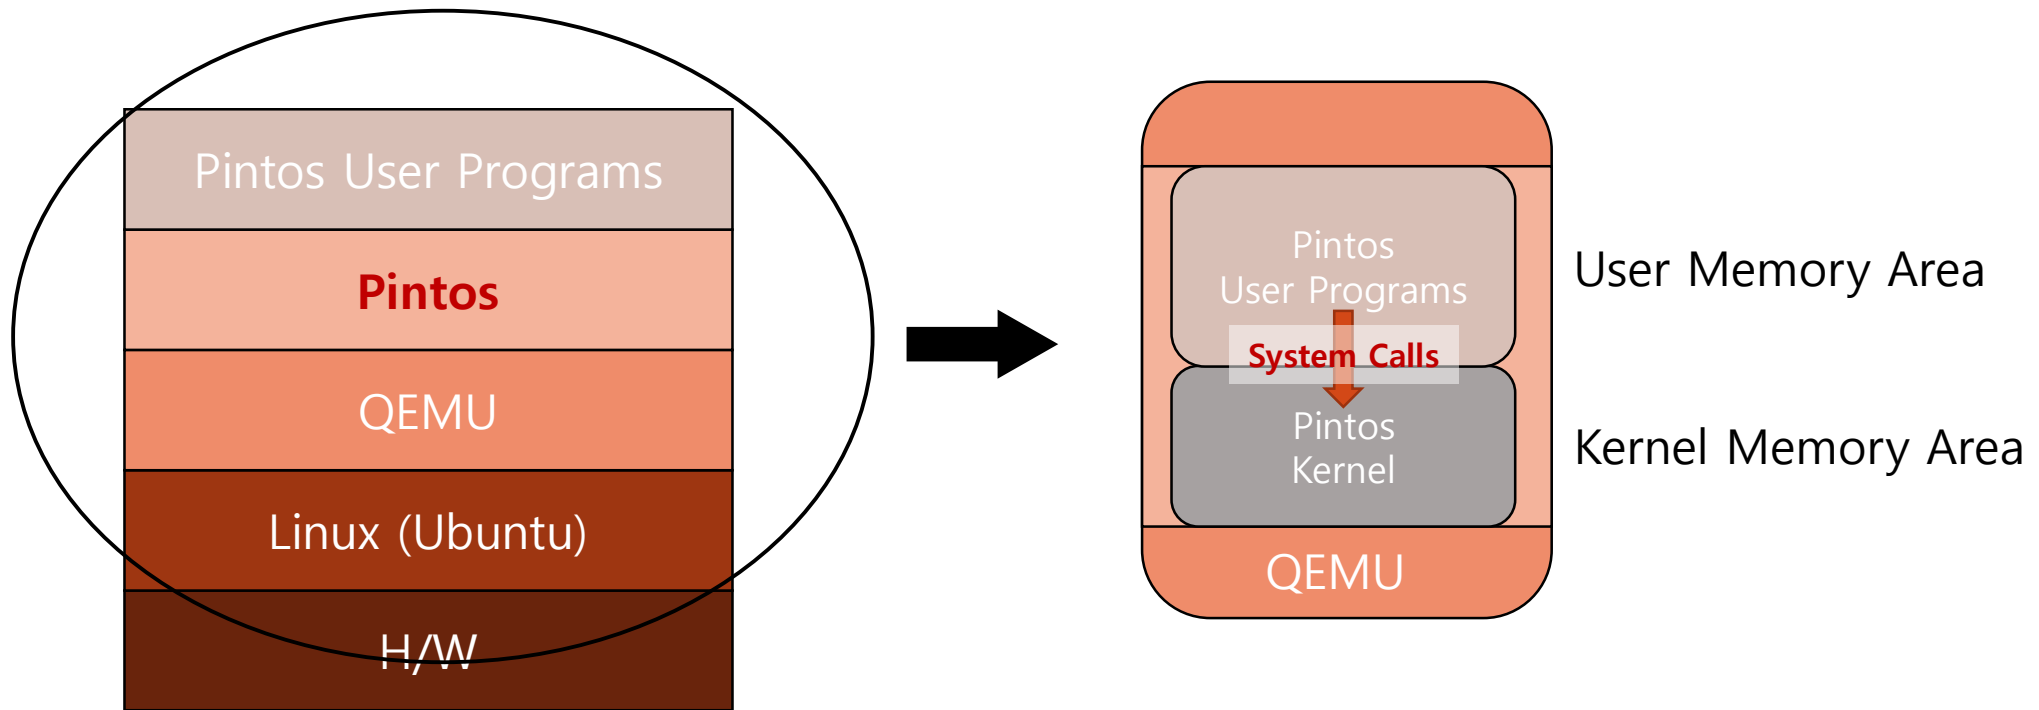 Pintos User Programs
Pintos
QEMU
Linux (Ubuntu)
H/W
Pintos
User Programs
System Calls
Pintos
Kernel
QEMU
User Memory Area
Kernel Memory Area